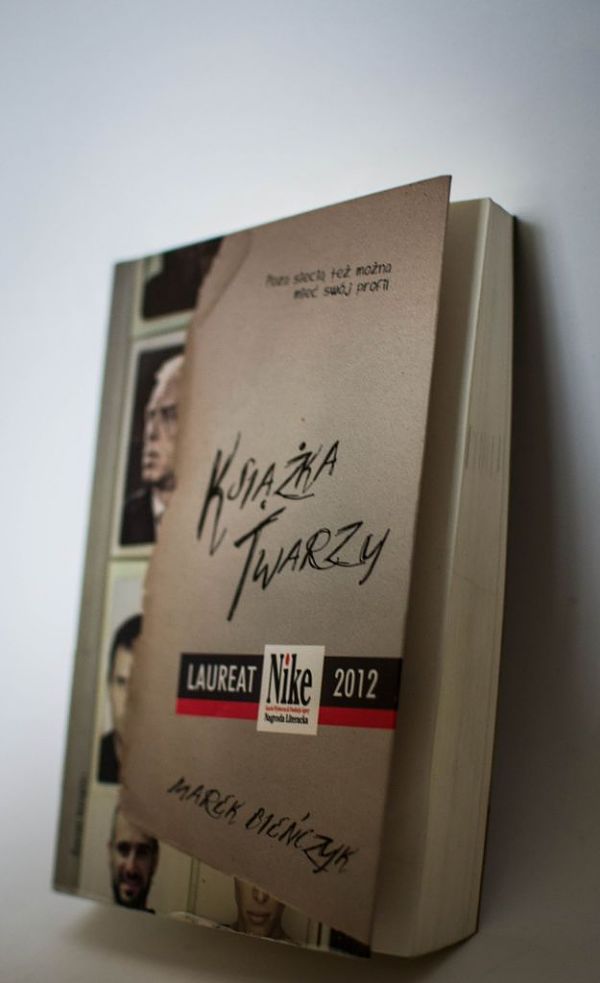 Poza siecią też można
mieć swój profil
KSIĄŻKA
TWARZY
LAUREAT Nike 2012
Nagroda Literacka
MAREK BIEŃCZYK